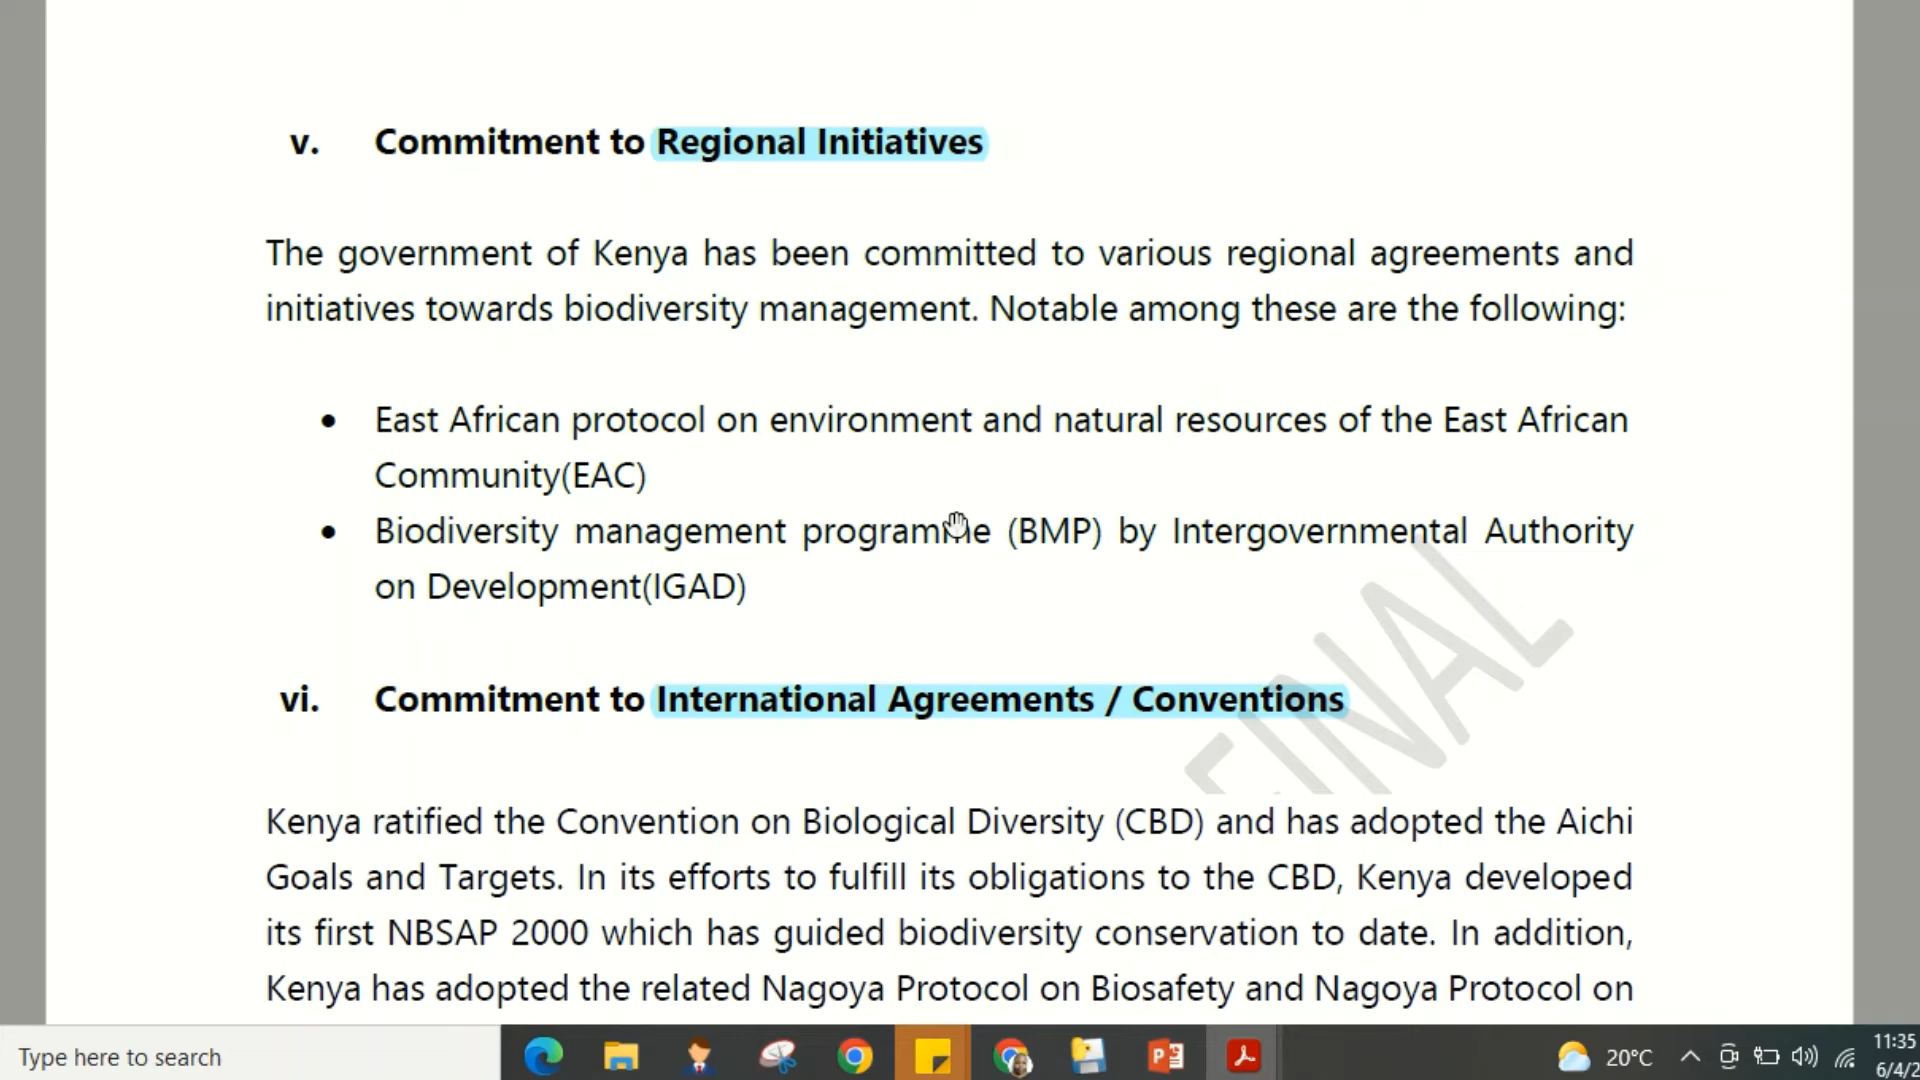 v. Commitment to Regional Initiatives
The government of Kenya has been committed to various regional agreements and
initiatives towards biodiversity management. Notable among these are the following:
• East African protocol on environment and natural resources of the East African
Community(EAC)
• Biodiversity management programme (BMP) by Intergovernmental Authority
on Development(IGAD)
FINAL
vi. Commitment to International Agreements / Conventions
Kenya ratified the Convention on Biological Diversity (CBD) and has adopted the Aichi
Goals and Targets. In its efforts to fulfill its obligations to the CBD, Kenya developed
its first NBSAP 2000 which has guided biodiversity conservation to date. In addition,
Kenya has adopted the related Nagoya Protocol on Biosafety and Nagoya Protocol on
Type here to search
20°C
11:35
6/4/2